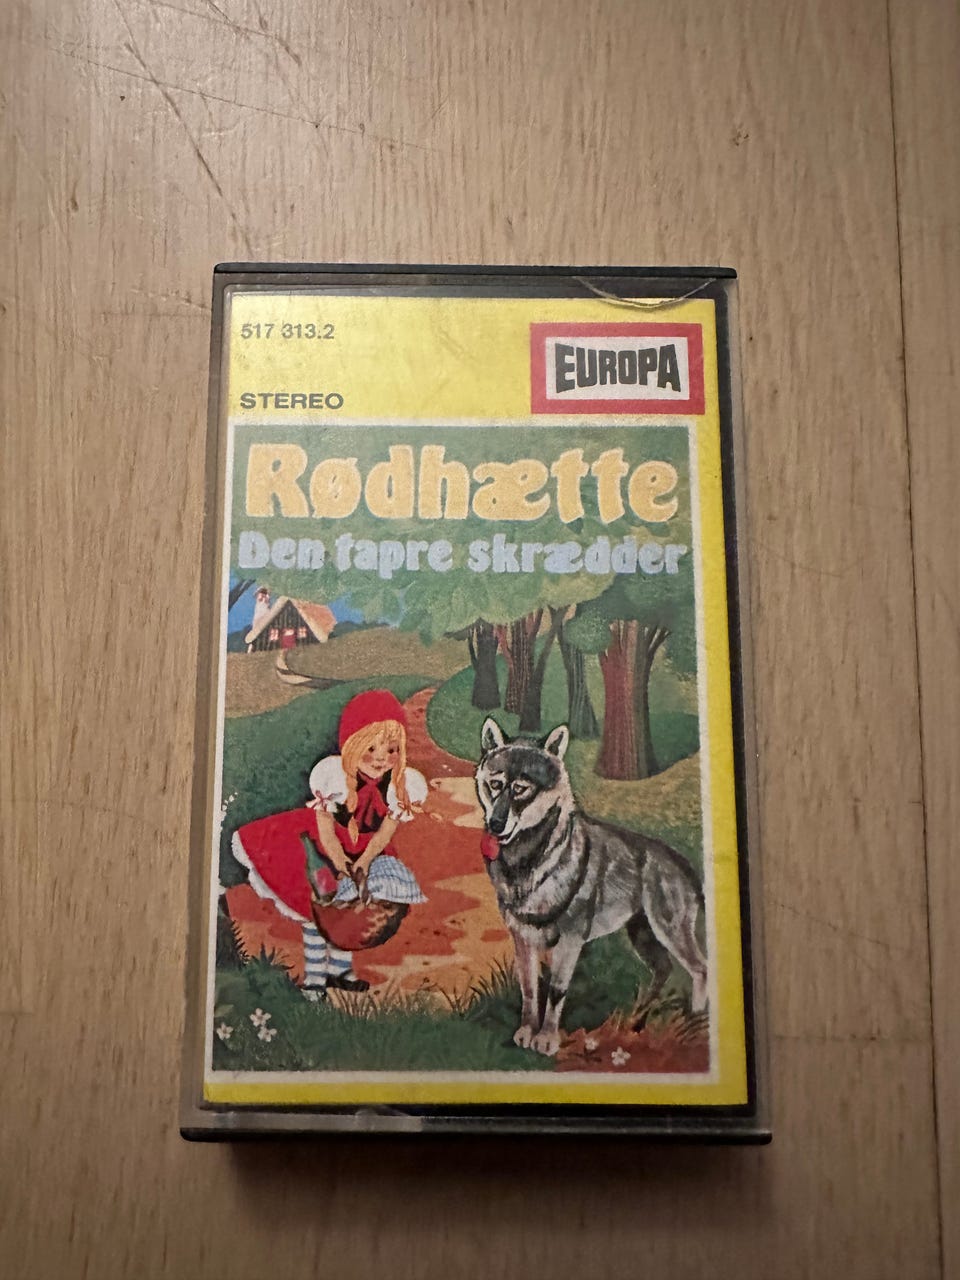 517 313.2
EUROPA
STEREO
Rødhætte
Den tapre skrædder